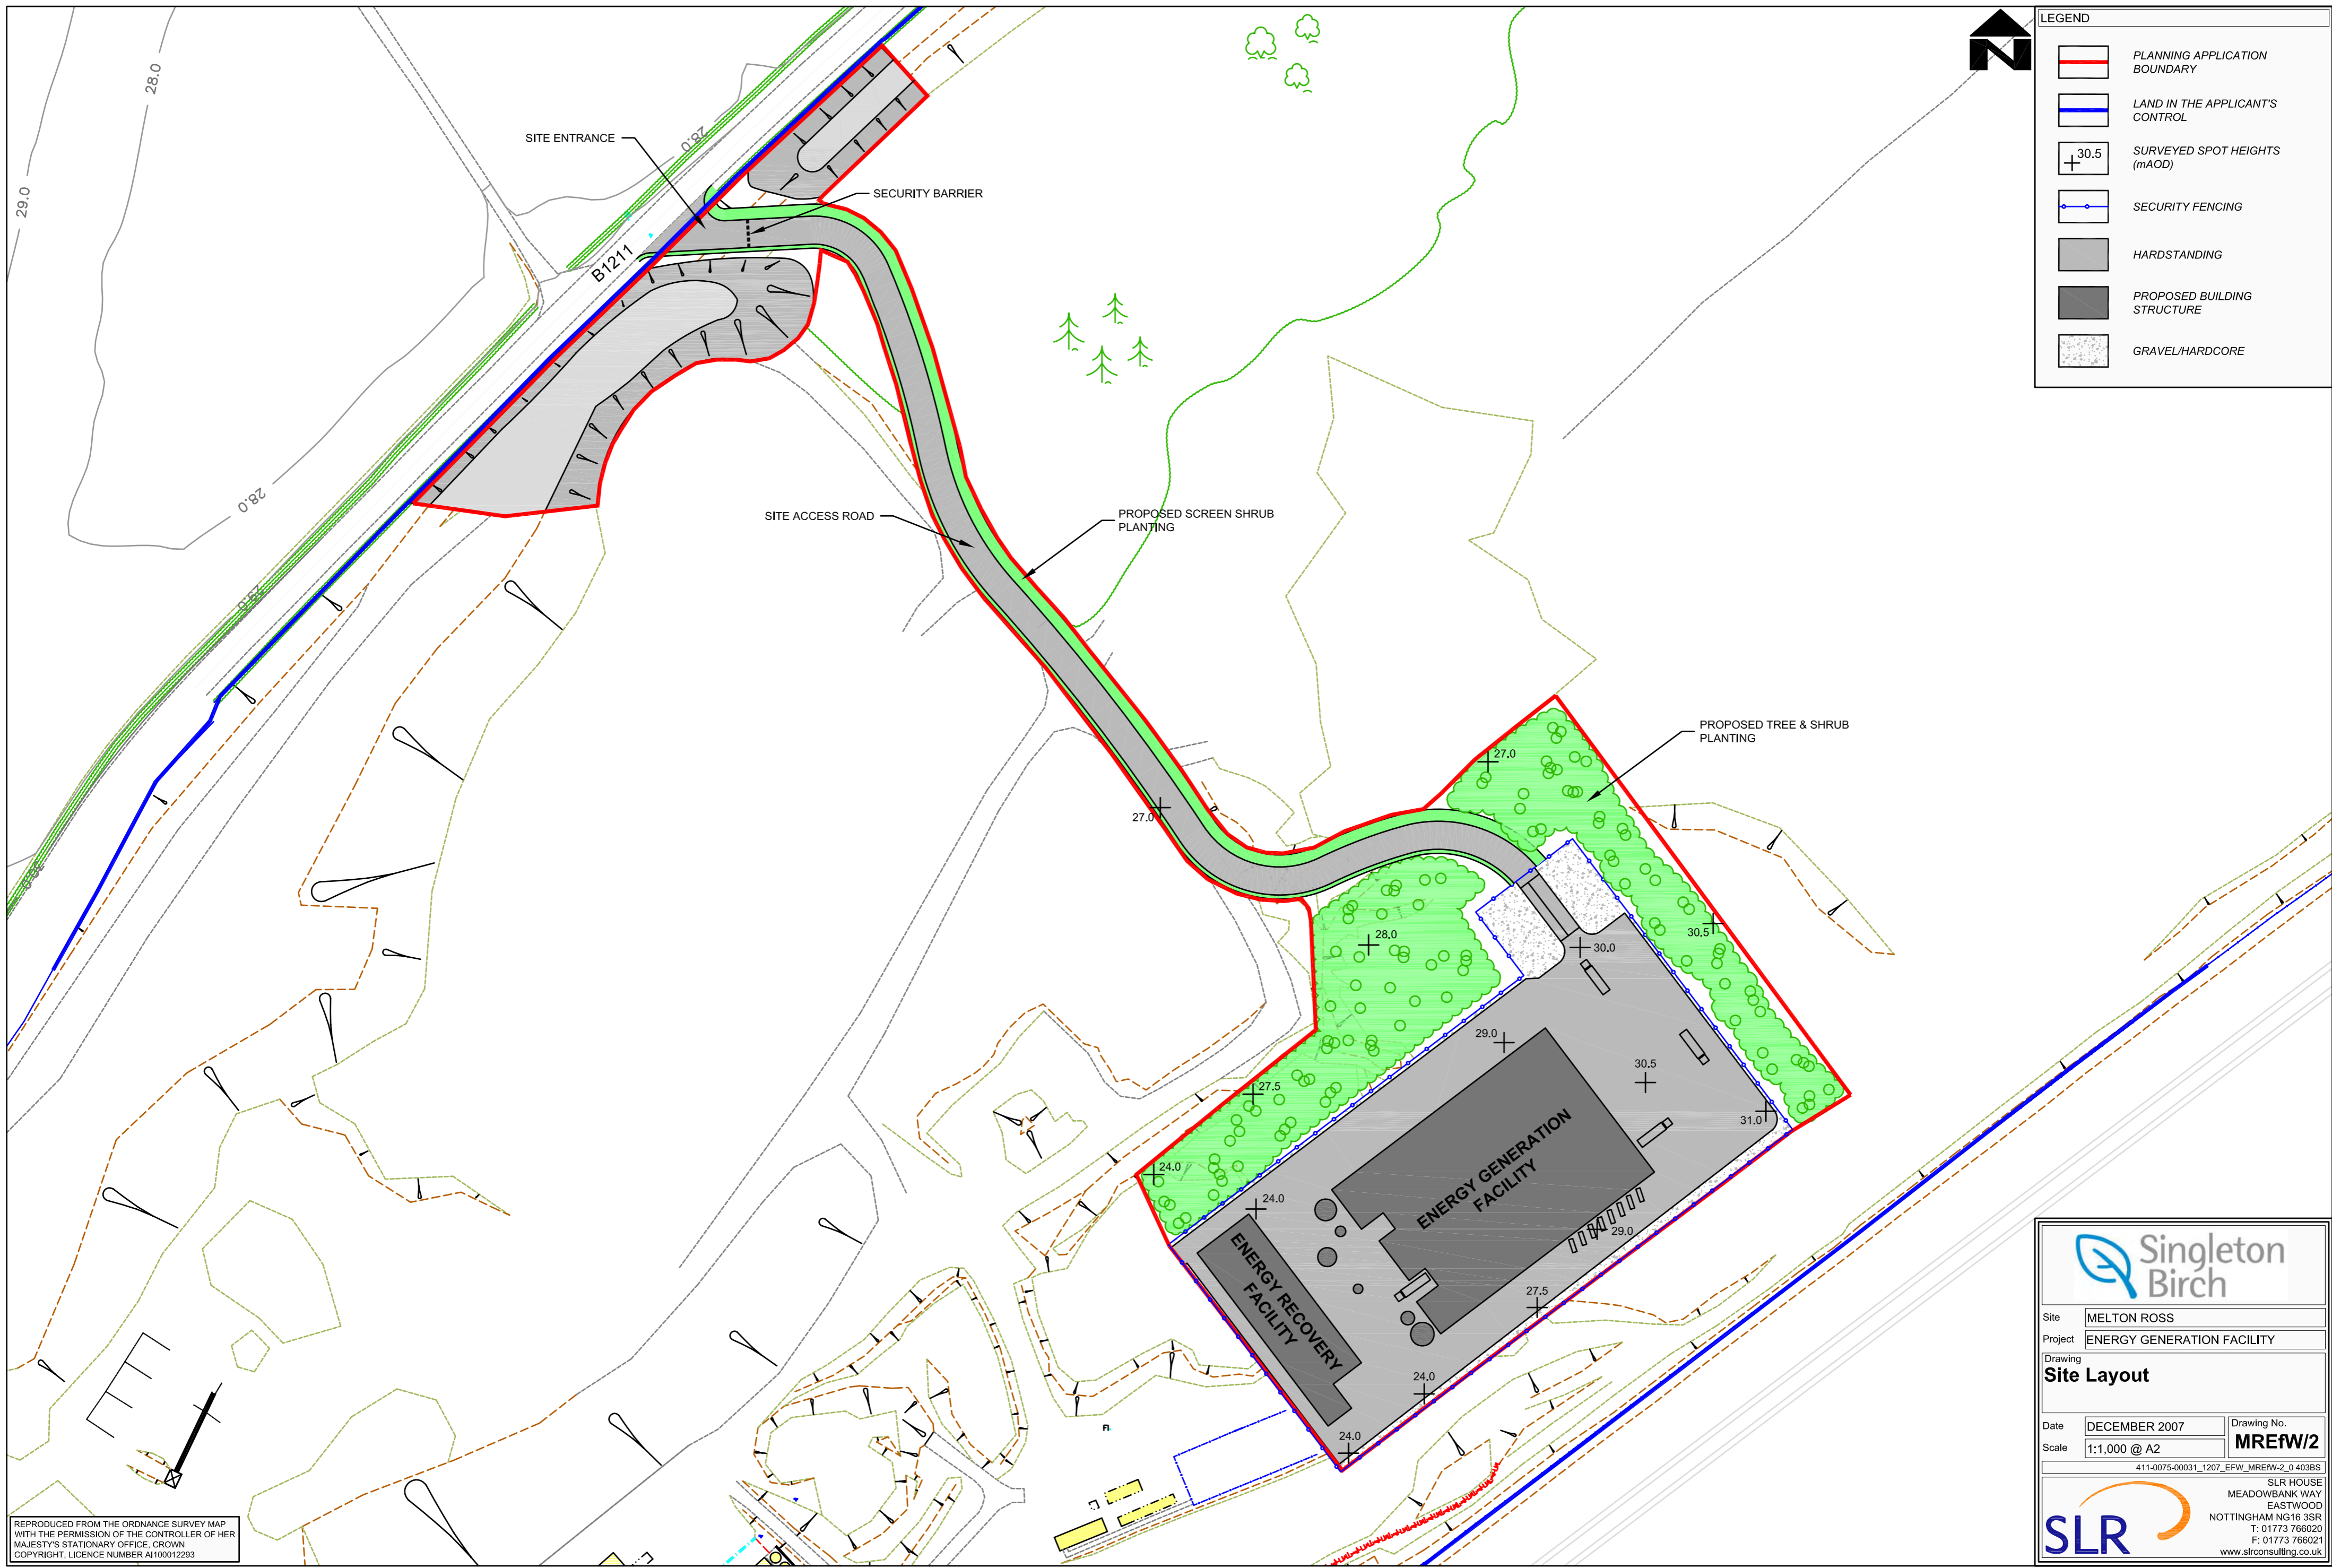 LEGEND
PLANNING APPLICATION
BOUNDARY
LAND IN THE APPLICANT'S
CONTROL
30.5
SURVEYED SPOT HEIGHTS
(mAOD)
SECURITY FENCING
HARDSTANDING
PROPOSED BUILDING
STRUCTURE
GRAVEL/HARDCORE
N
29.0
28.0
28.0
28.0
29.0
SITE ENTRANCE
SECURITY BARRIER
B1211
SITE ACCESS ROAD
PROPOSED SCREEN SHRUB
PLANTING
PROPOSED TREE & SHRUB
PLANTING
27.0
27.0
28.0
30.5
30.0
29.0
30.5
27.5
31.0
24.0
24.0
29.0
27.5
24.0
24.0
ENERGY GENERATION
FACILITY
ENERGY RECOVERY
FACILITY
Singleton
Birch
Site MELTON ROSS
Project ENERGY GENERATION FACILITY
Drawing
Site Layout
Date DECEMBER 2007
Drawing No.
MREfW/2
Scale 1:1,000 @ A2
411-0075-00031_1207_EFW_MREfW-2_0 403BS
SLR
SLR HOUSE
MEADOWBANK WAY
EASTWOOD
NOTTINGHAM NG16 3SR
T: 01773 766020
F; 01773 766021
www.slrconsulting.co.uk
REPRODUCED FROM THE ORDNANCE SURVEY MAP
WITH THE PERMISSION OF THE CONTROLLER OF HER
MAJESTY'S STATIONARY OFFICE, CROWN
COPYRIGHT, LICENCE NUMBER AI100012293